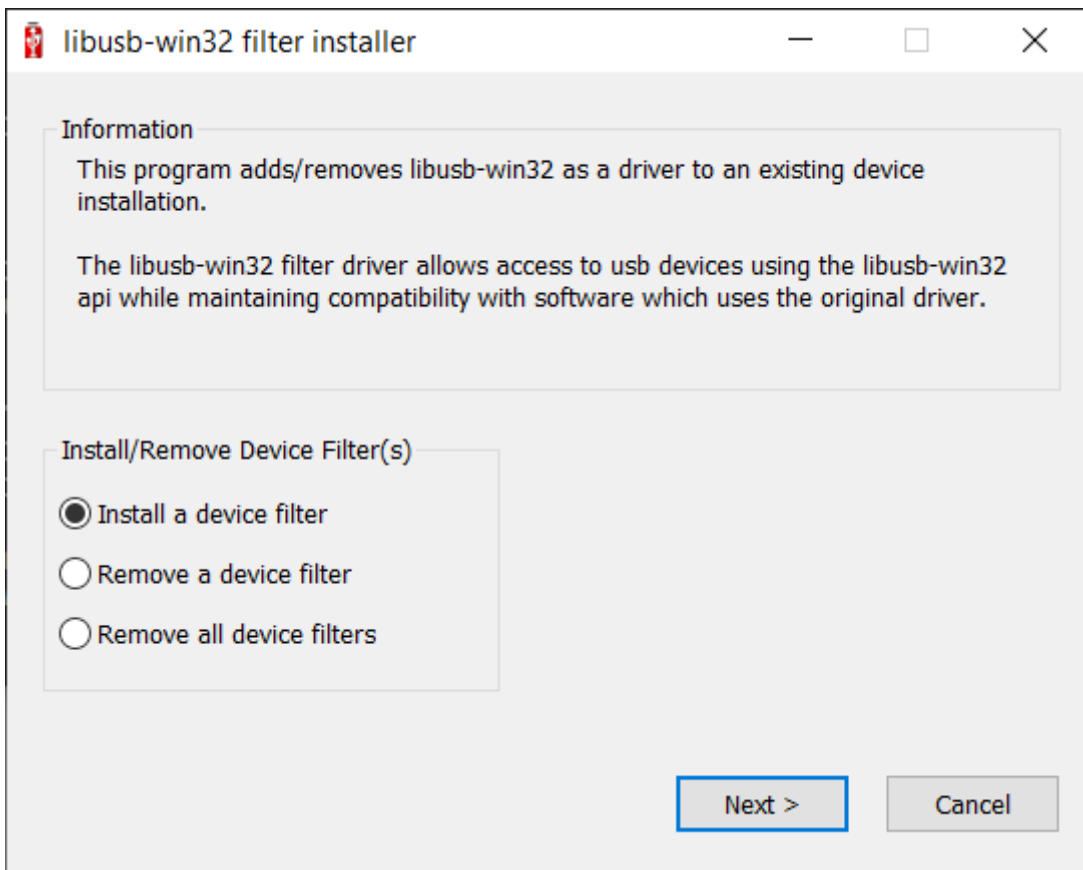 libusb-win32 filter installer
Information
This program adds/removes libusb-win32 as a driver to an existing device
installation.
The libusb-win32 filter driver allows access to usb devices using the libusb-win32
api while maintaining compatibility with software which uses the original driver.
Install/Remove Device Filter(s)
Install a device filter
Remove a device filter
Remove all device filters
Next >
Cancel